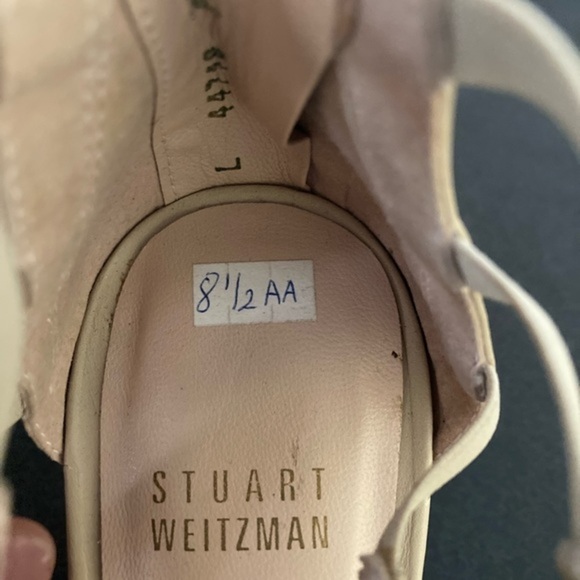 L 44719
8 1/2 AA
STUART
WEITZMAN